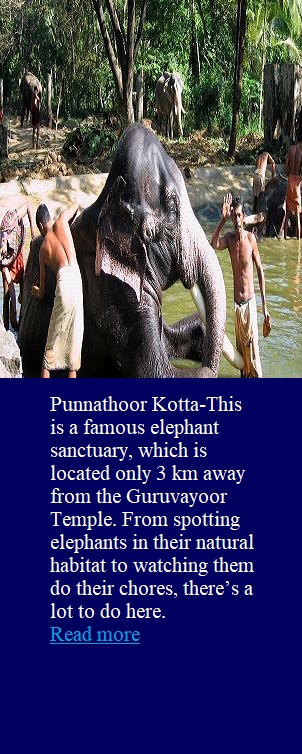 Punnathoor Kotta-This
is a famous elephant
sanctuary, which is
located only 3 km away
from the Guruvayoor
Temple. From spotting
elephants in their natural
habitat to watching them
do their chores, there’s a
lot to do here.
Read more